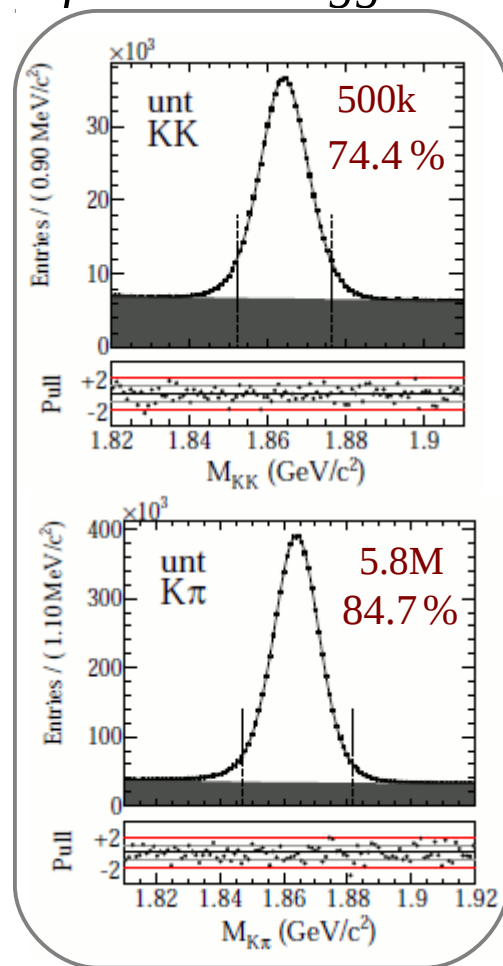 ×10³
unt
KK
500k
74.4 %
Entries / ( 0.90 MeV/c²)
30
20
10
0
Pull
+2
-2
1.82 1.84 1.86 1.88 1.9
M_KK (GeV/c²)
×10³
unt
Kπ
5.8M
84.7 %
Entries / ( 1.10 MeV/c²)
400
300
200
100
0
Pull
+2
-2
1.82 1.84 1.86 1.88 1.9 1.92
M_Kπ (GeV/c²)